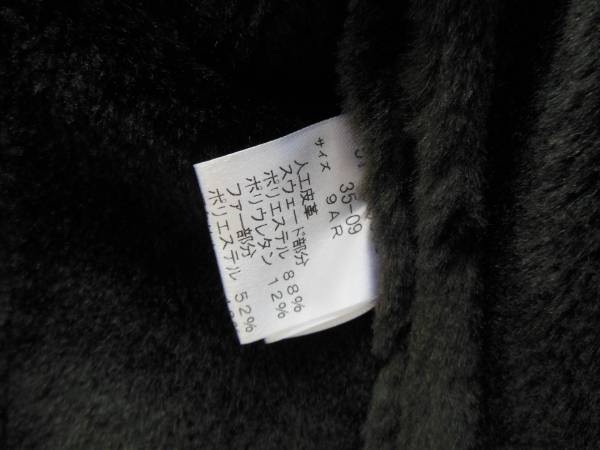 35-09
サイズ 9AR
人工皮革
スウェード部分
ポリエステル 88%
ポリウレタン 12%
ファー部分
ポリエステル 52%